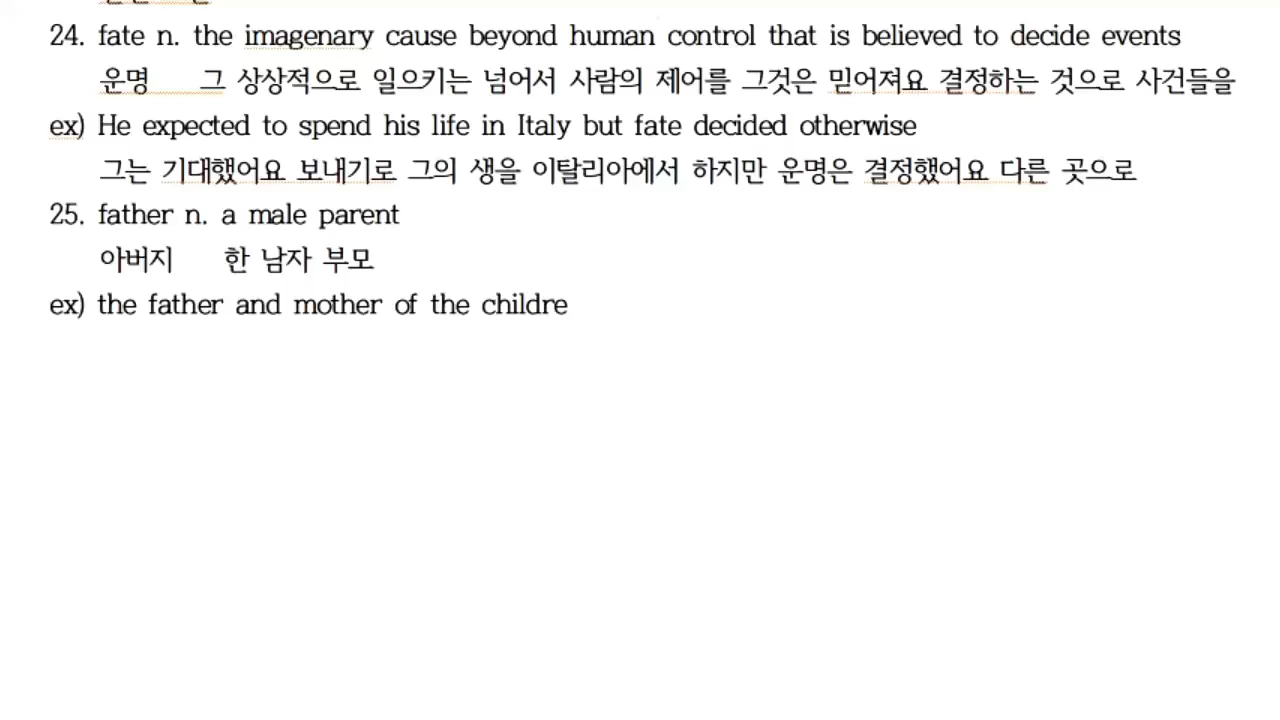 24. fate n. the imagenary cause beyond human control that is believed to decide events
운명 그 상상적으로 일으키는 넘어서 사람의 제어를 그것은 믿어져요 결정하는 것으로 사건들을
ex) He expected to spend his life in Italy but fate decided otherwise
그는 기대했어요 보내기로 그의 생을 이탈리아에서 하지만 운명은 결정했어요 다른 곳으로
25. father n. a male parent
아버지 한 남자 부모
ex) the father and mother of the childre